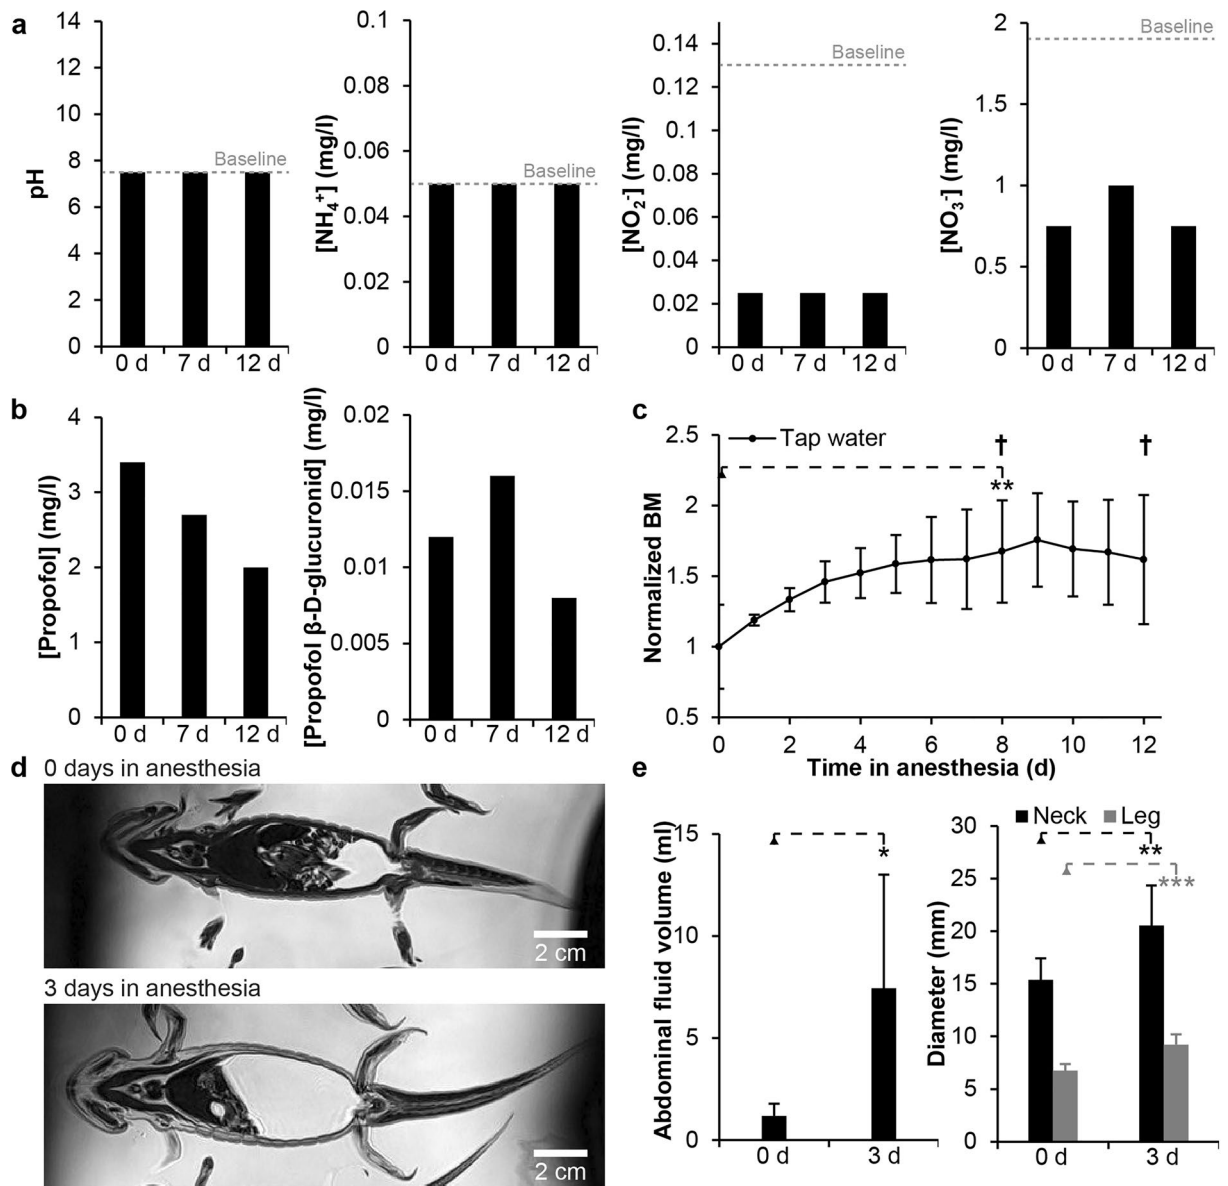 a
pH
14
12
10
8
6
4
2
0
Baseline
0 d 7 d 12 d
[NH4+] (mg/l)
0.1
0.08
0.06
0.04
0.02
0
Baseline
0 d 7 d 12 d
[NO2-] (mg/l)
0.14
0.12
0.1
0.08
0.06
0.04
0.02
0
Baseline
0 d 7 d 12 d
[NO3-] (mg/l)
2
1.5
1
0.5
0
Baseline
0 d 7 d 12 d
b
[Propofol] (mg/l)
4
3
2
1
0
0 d 7 d 12 d
[Propofol β-D-glucuronid] (mg/l)
0.02
0.015
0.01
0.005
0
0 d 7 d 12 d
c
Normalized BM
2.5
2
1.5
1
0.5
Tap water
† †
**
0 2 4 6 8 10 12
Time in anesthesia (d)
d
0 days in anesthesia
2 cm
3 days in anesthesia
2 cm
e
Abdominal fluid volume (ml)
15
10
5
0
*
0 d 3 d
Diameter (mm)
30
25
20
15
10
5
0
Neck Leg
**
***
0 d 3 d